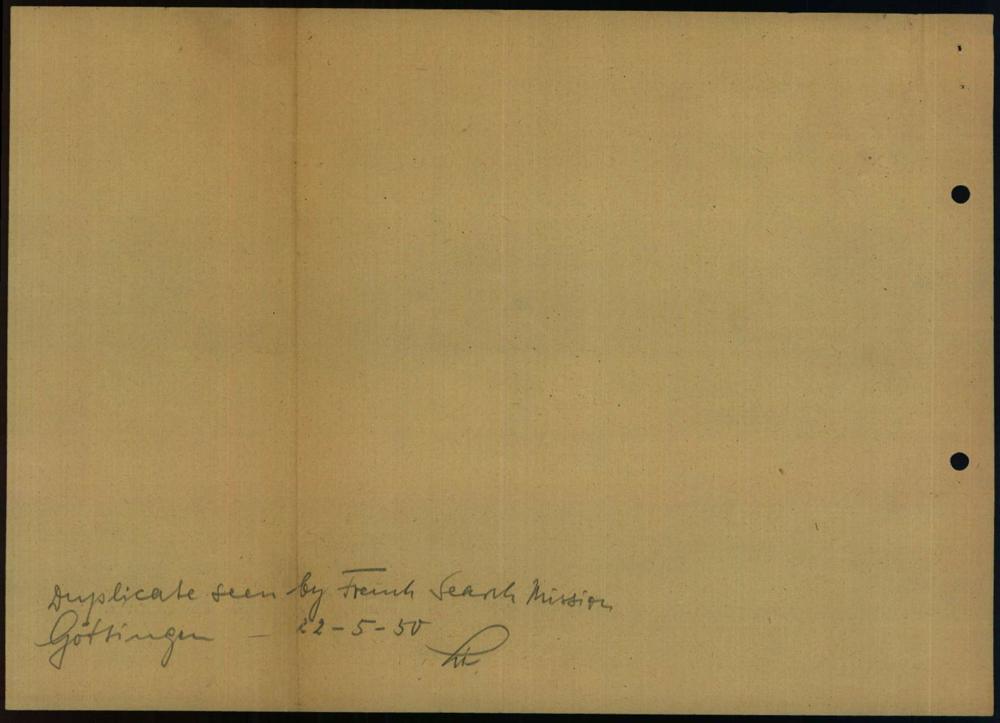 Duplicate seen by French Search Mission
Göttingen - 22-5-50